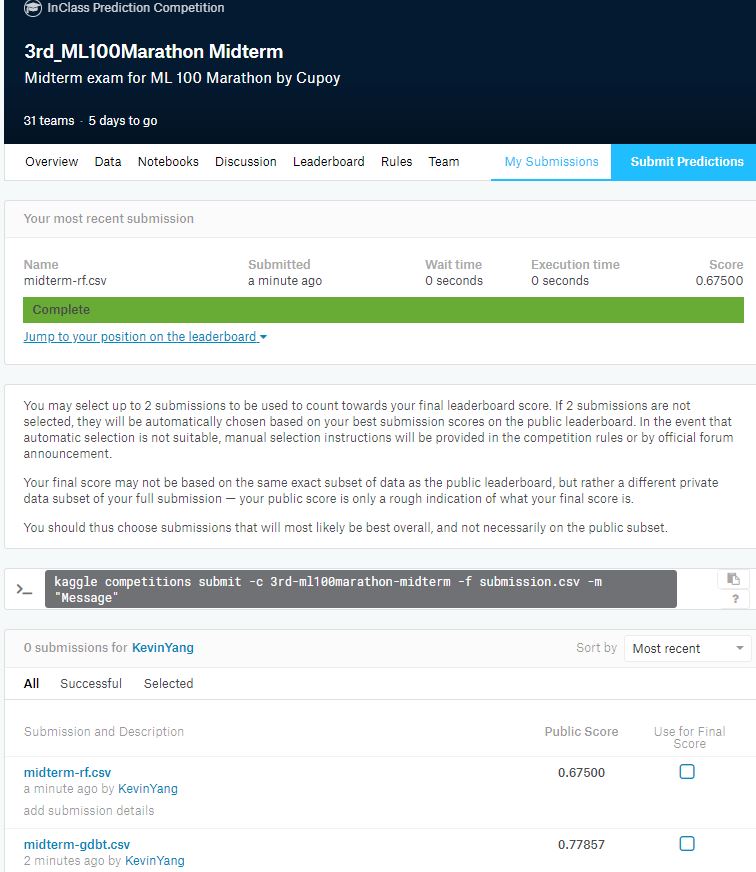 InClass Prediction Competition
3rd_ML100Marathon Midterm
Midterm exam for ML 100 Marathon by Cupoy
31 teams · 5 days to go
Overview Data Notebooks Discussion Leaderboard Rules Team My Submissions Submit Predictions
Your most recent submission
Name Submitted Wait time Execution time Score
midterm-rf.csv a minute ago 0 seconds 0 seconds 0.67500
Complete
Jump to your position on the leaderboard
You may select up to 2 submissions to be used to count towards your final leaderboard score. If 2 submissions are not
selected, they will be automatically chosen based on your best submission scores on the public leaderboard. In the event that
automatic selection is not suitable, manual selection instructions will be provided in the competition rules or by official forum
announcement.
Your final score may not be based on the same exact subset of data as the public leaderboard, but rather a different private
data subset of your full submission — your public score is only a rough indication of what your final score is.
You should thus choose submissions that will most likely be best overall, and not necessarily on the public subset.
>_ kaggle competitions submit -c 3rd-ml100marathon-midterm -f submission.csv -m
"Message"
?
0 submissions for KevinYang Sort by Most recent
All Successful Selected
Submission and Description Public Score Use for Final
Score
midterm-rf.csv 0.67500
a minute ago by KevinYang
add submission details
midterm-gdbt.csv 0.77857
2 minutes ago by KevinYang